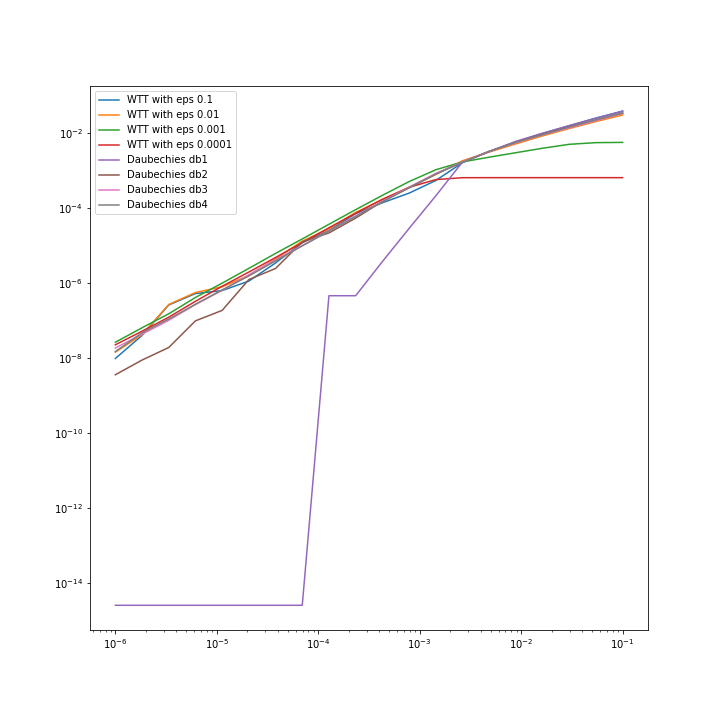 WTT with eps 0.1
WTT with eps 0.01
WTT with eps 0.001
WTT with eps 0.0001
Daubechies db1
Daubechies db2
Daubechies db3
Daubechies db4
10⁻²
10⁻⁴
10⁻⁶
10⁻⁸
10⁻¹⁰
10⁻¹²
10⁻¹⁴
10⁻⁶ 10⁻⁵ 10⁻⁴ 10⁻³ 10⁻² 10⁻¹